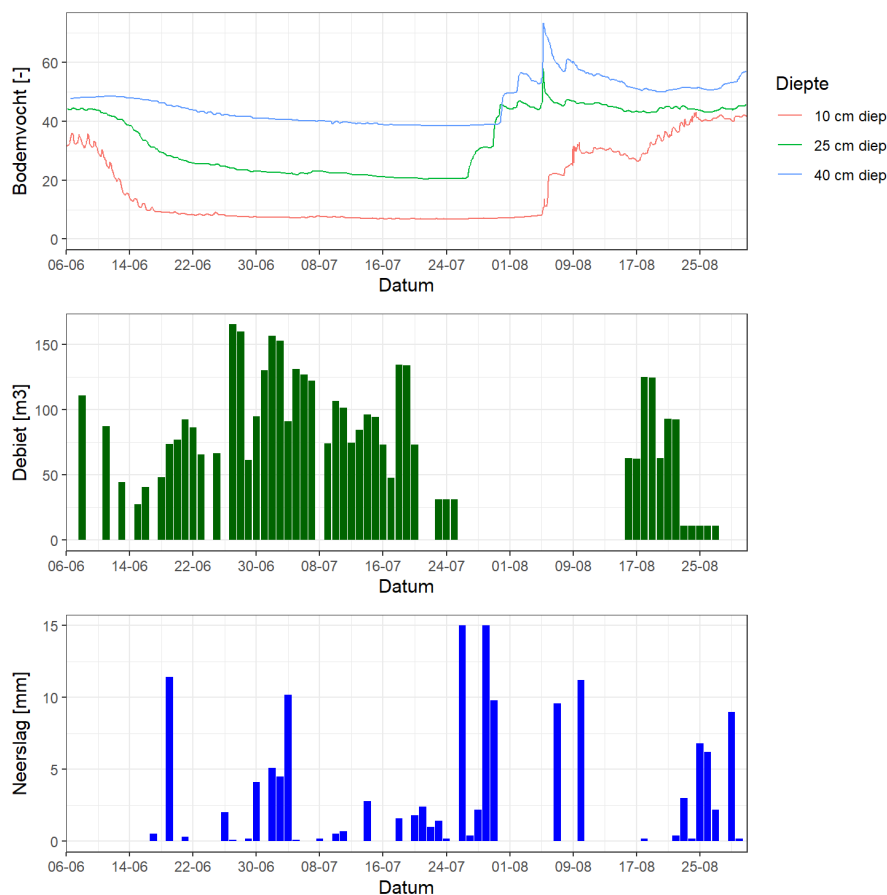 Bodemvocht [-]
60
40
20
0
06-06 14-06 22-06 30-06 08-07 16-07 24-07 01-08 09-08 17-08 25-08
Datum
Diepte
10 cm diep
25 cm diep
40 cm diep
Debiet [m3]
150
100
50
0
06-06 14-06 22-06 30-06 08-07 16-07 24-07 01-08 09-08 17-08 25-08
Datum
Neerslag [mm]
15
10
5
0
06-06 14-06 22-06 30-06 08-07 16-07 24-07 01-08 09-08 17-08 25-08
Datum